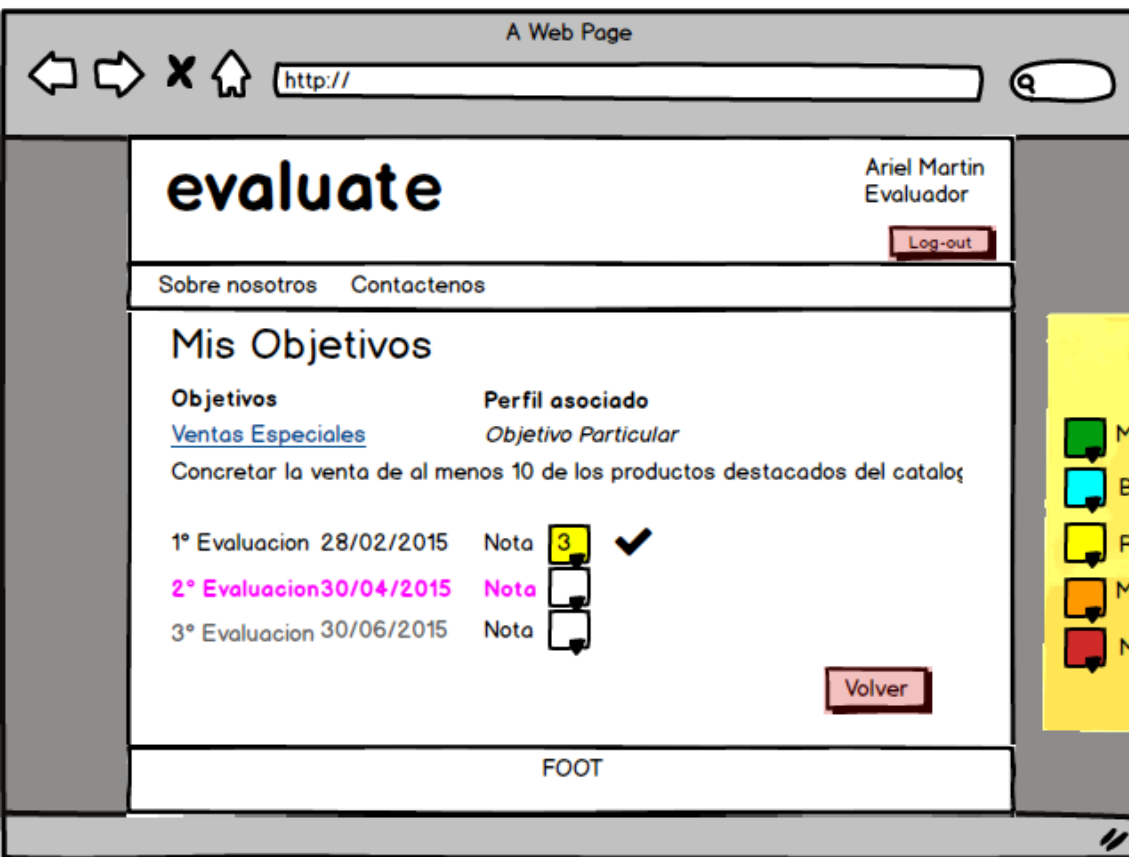 A Web Page
http://
evaluate
Ariel Martin
Evaluador
Log-out
Sobre nosotros Contactenos
Mis Objetivos
Objetivos Perfil asociado
Ventas Especiales Objetivo Particular
Concretar la venta de al menos 10 de los productos destacados del catalog
1° Evaluacion 28/02/2015 Nota 3
2° Evaluacion 30/04/2015 Nota
3° Evaluacion 30/06/2015 Nota
Volver
FOOT